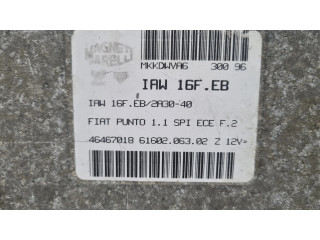 MAGNETI
MARELLI
MKKDWVA6 300 96
IAW 16F.EB
IAW 16F.EB/2A30-40
FIAT PUNTO 1.1 SPI ECE F.2
46467018 61602.063.02 Z 12V=